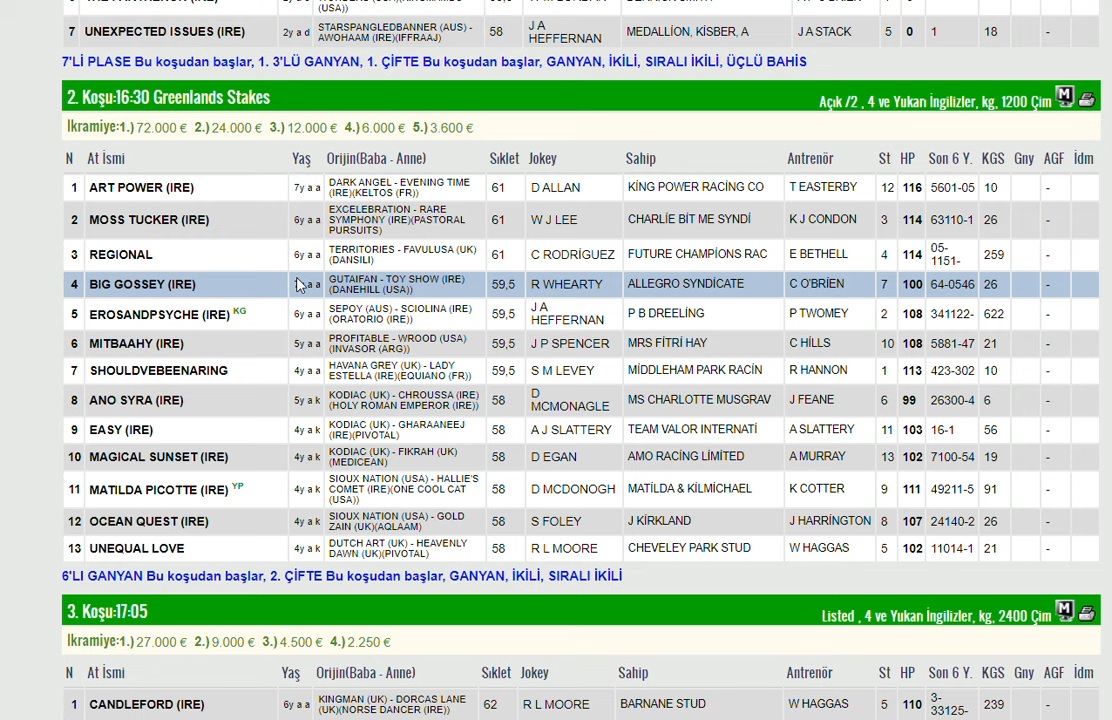 (USA))
7 UNEXPECTED ISSUES (IRE) 2y a d STARSPANGLEDBANNER (AUS) - AWOHAAM (IRE)(IFFRAAJ) 58 J A HEFFERNAN MEDALLİON, KİSBER, A J A STACK 5 0 1 18 -
7'Lİ PLASE Bu koşudan başlar, 1. 3'LÜ GANYAN, 1. ÇİFTE Bu koşudan başlar, GANYAN, İKİLİ, SIRALI İKİLİ, ÜÇLÜ BAHİS
2. Koşu:16:30 Greenlands Stakes Açık /2 , 4 ve Yukarı İngilizler, kg, 1200 Çim M
İkramiye:1.) 72.000 € 2.) 24.000 € 3.) 12.000 € 4.) 6.000 € 5.) 3.600 €
N At İsmi Yaş Orijin(Baba - Anne) Sıklet Jokey Sahip Antrenör St HP Son 6 Y. KGS Gny AGF İdm
1 ART POWER (IRE) 7y a a DARK ANGEL - EVENING TIME (IRE)(KELTOS (FR)) 61 D ALLAN KİNG POWER RACİNG CO T EASTERBY 12 116 5601-05 10 -
2 MOSS TUCKER (IRE) 6y a a EXCELEBRATION - RARE SYMPHONY (IRE)(PASTORAL PURSUITS) 61 W J LEE CHARLİE BİT ME SYNDİ K J CONDON 3 114 63110-1 26 -
3 REGIONAL 6y a a TERRITORIES - FAVULUSA (UK) (DANSILI) 61 C RODRİGUEZ FUTURE CHAMPİONS RAC E BETHELL 4 114 05-1151- 259 -
4 BIG GOSSEY (IRE) a a GUTAIFAN - TOY SHOW (IRE) (DANEHILL (USA)) 59,5 R WHEARTY ALLEGRO SYNDİCATE C O'BRİEN 7 100 64-0546 26 -
5 EROSANDPSYCHE (IRE) KG 6y a a SEPOY (AUS) - SCIOLINA (IRE) (ORATORIO (IRE)) 59,5 J A HEFFERNAN P B DREELİNG P TWOMEY 2 108 341122- 622 -
6 MITBAAHY (IRE) 5y a a PROFITABLE - WROOD (USA) (INVASOR (ARG)) 59,5 J P SPENCER MRS FİTRİ HAY C HİLLS 10 108 5881-47 21 -
7 SHOULDVEBEENARING 4y a a HAVANA GREY (UK) - LADY ESTELLA (IRE)(EQUIANO (FR)) 59,5 S M LEVEY MİDDLEHAM PARK RACİN R HANNON 1 113 423-302 10 -
8 ANO SYRA (IRE) 5y a k KODIAC (UK) - CHROUSSA (IRE) (HOLY ROMAN EMPEROR (IRE)) 58 D MCMONAGLE MS CHARLOTTE MUSGRAV J FEANE 6 99 26300-4 6 -
9 EASY (IRE) 4y a k KODIAC (UK) - GHARAANEEJ (IRE)(PIVOTAL) 58 A J SLATTERY TEAM VALOR INTERNATİ A SLATTERY 11 103 16-1 56 -
10 MAGICAL SUNSET (IRE) 4y a k KODIAC (UK) - FIKRAH (UK) (MEDICEAN) 58 D EGAN AMO RACİNG LİMİTED A MURRAY 13 102 7100-54 19 -
11 MATILDA PICOTTE (IRE) YP 4y a k SIOUX NATION (USA) - HALLIE'S COMET (IRE)(ONE COOL CAT (USA)) 58 D MCDONOGH MATİLDA & KİLMİCHAEL K COTTER 9 111 49211-5 91 -
12 OCEAN QUEST (IRE) 4y a k SIOUX NATION (USA) - GOLD ZAIN (UK)(AQLAAM) 58 S FOLEY J KİRKLAND J HARRİNGTON 8 107 24140-2 26 -
13 UNEQUAL LOVE 4y a k DUTCH ART (UK) - HEAVENLY DAWN (UK)(PIVOTAL) 58 R L MOORE CHEVELEY PARK STUD W HAGGAS 5 102 11014-1 21 -
6'LI GANYAN Bu koşudan başlar, 2. ÇİFTE Bu koşudan başlar, GANYAN, İKİLİ, SIRALI İKİLİ
3. Koşu:17:05 Listed , 4 ve Yukarı İngilizler, kg, 2400 Çim M
İkramiye:1.) 27.000 € 2.) 9.000 € 3.) 4.500 € 4.) 2.250 €
N At İsmi Yaş Orijin(Baba - Anne) Sıklet Jokey Sahip Antrenör St HP Son 6 Y. KGS Gny AGF İdm
1 CANDLEFORD (IRE) 6y a a KINGMAN (UK) - DORCAS LANE (UK)(NORSE DANCER (IRE)) 62 R L MOORE BARNANE STUD W HAGGAS 5 110 3-33125- 239 -